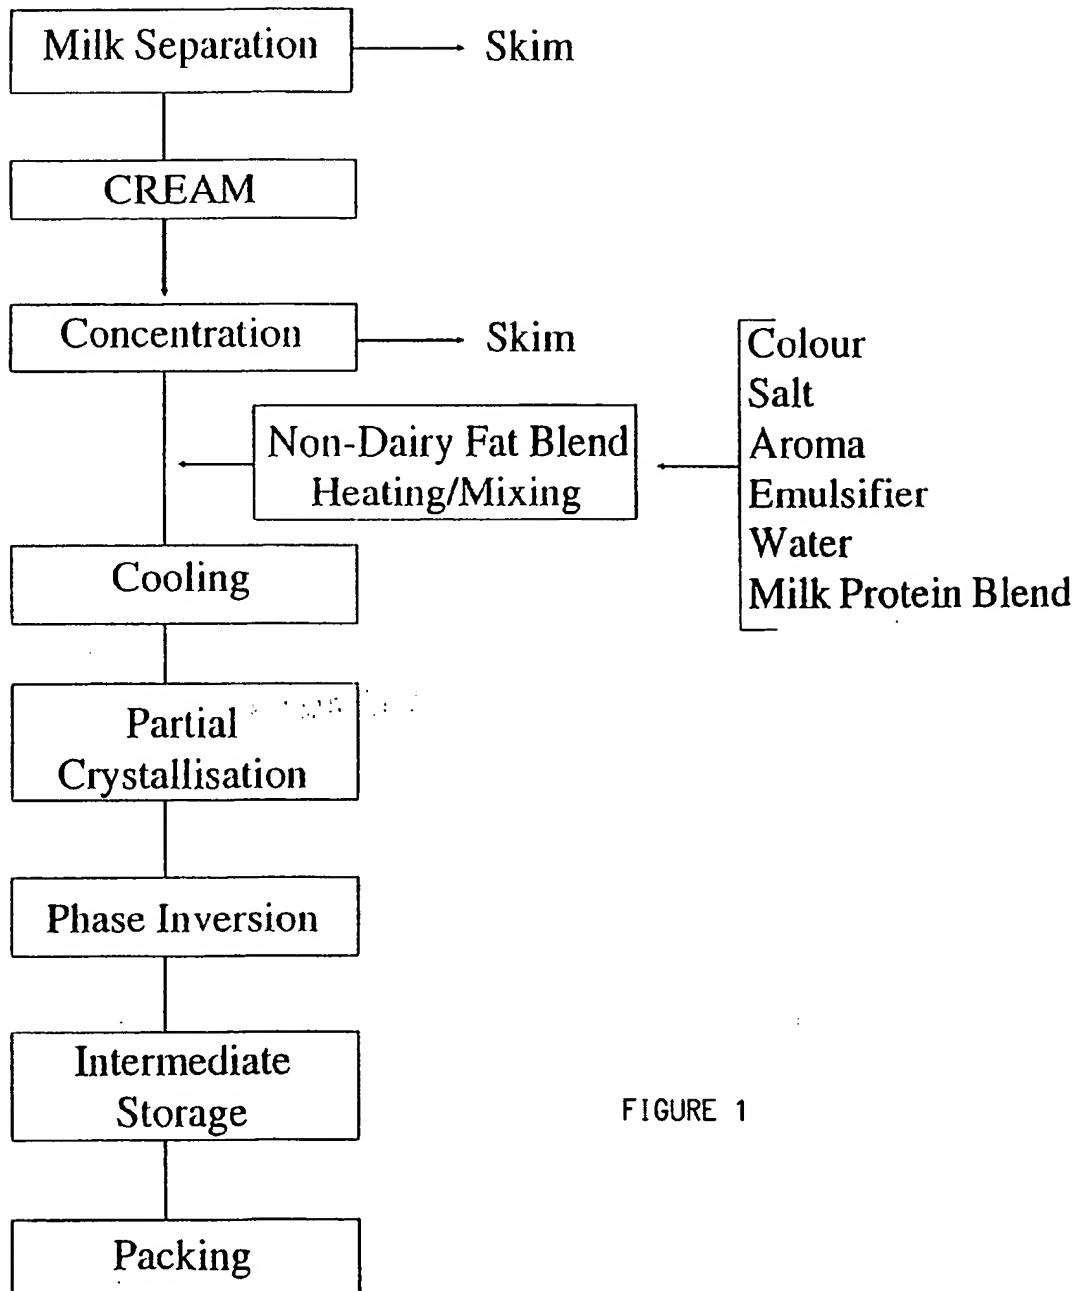 Milk Separation
Skim
CREAM
Concentration
Skim
Non-Dairy Fat Blend
Heating/Mixing
Colour
Salt
Aroma
Emulsifier
Water
Milk Protein Blend
Cooling
Partial
Crystallisation
Phase Inversion
Intermediate
Storage
FIGURE 1
Packing